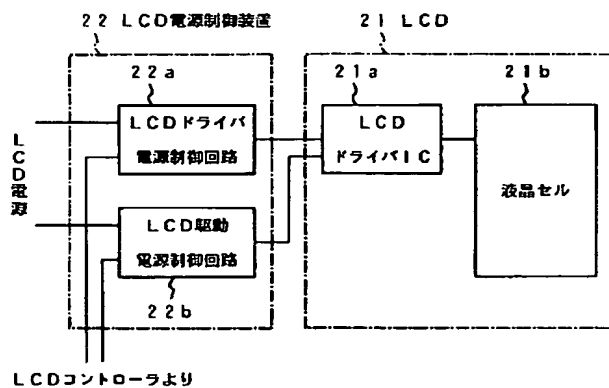 22 LCD電源制御装置
21 LCD
22a
21a
21b
LCDドライバ
電源制御回路
LCD
ドライバIC
液晶セル
LCD電源
LCD駆動
電源制御回路
22b
LCDコントローラより